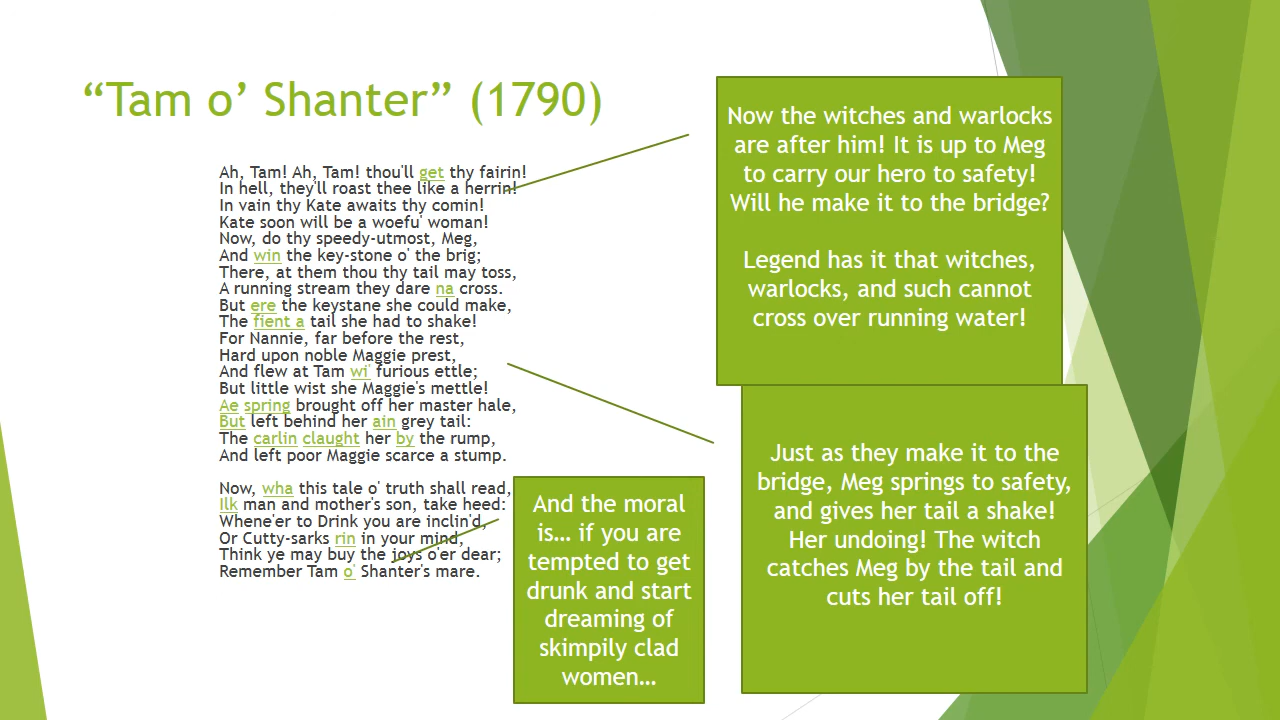 “Tam o’ Shanter” (1790)
Ah, Tam! Ah, Tam! thou'll get thy fairin!
In hell, they'll roast thee like a herrin!
In vain thy Kate awaits thy comin!
Kate soon will be a woefu' woman!
Now, do thy speedy-utmost, Meg,
And win the key-stone o' the brig;
There, at them thou thy tail may toss,
A running stream they dare na cross.
But ere the keystane she could make,
The fient a tail she had to shake!
For Nannie, far before the rest,
Hard upon noble Maggie prest,
And flew at Tam wi' furious ettle;
But little wist she Maggie's mettle!
Ae spring brought off her master hale,
But left behind her ain grey tail:
The carlin claught her by the rump,
And left poor Maggie scarce a stump.
Now, wha this tale o' truth shall read,
Ilk man and mother's son, take heed:
Whene'er to Drink you are inclin'd,
Or Cutty-sarks rin in your mind,
Think ye may buy the joys o'er dear;
Remember Tam o' Shanter's mare.
Now the witches and warlocks
are after him! It is up to Meg
to carry our hero to safety!
Will he make it to the bridge?
Legend has it that witches,
warlocks, and such cannot
cross over running water!
Just as they make it to the
bridge, Meg springs to safety,
and gives her tail a shake!
Her undoing! The witch
catches Meg by the tail and
cuts her tail off!
And the moral
is… if you are
tempted to get
drunk and start
dreaming of
skimpily clad
women…